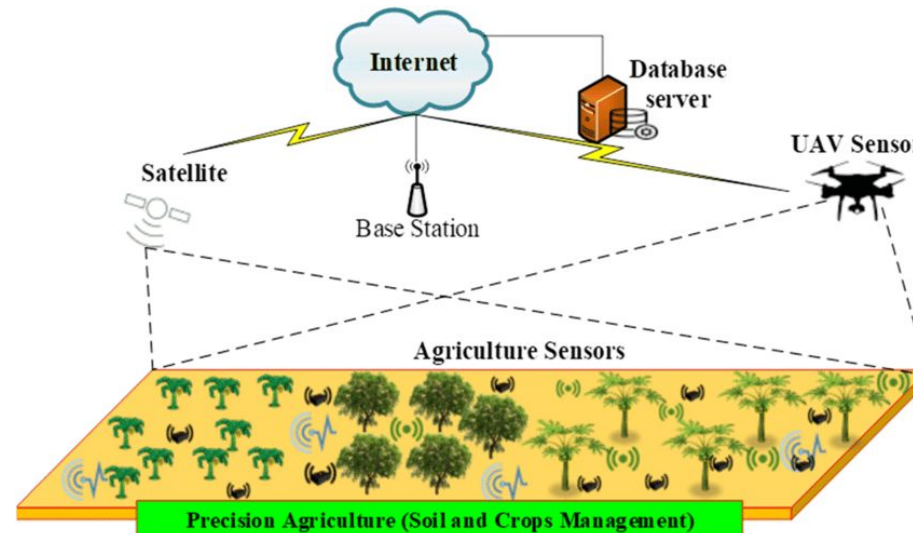 Internet
Database
server
UAV Sensor
Satellite
Base Station
Agriculture Sensors
Precision Agriculture (Soil and Crops Management)